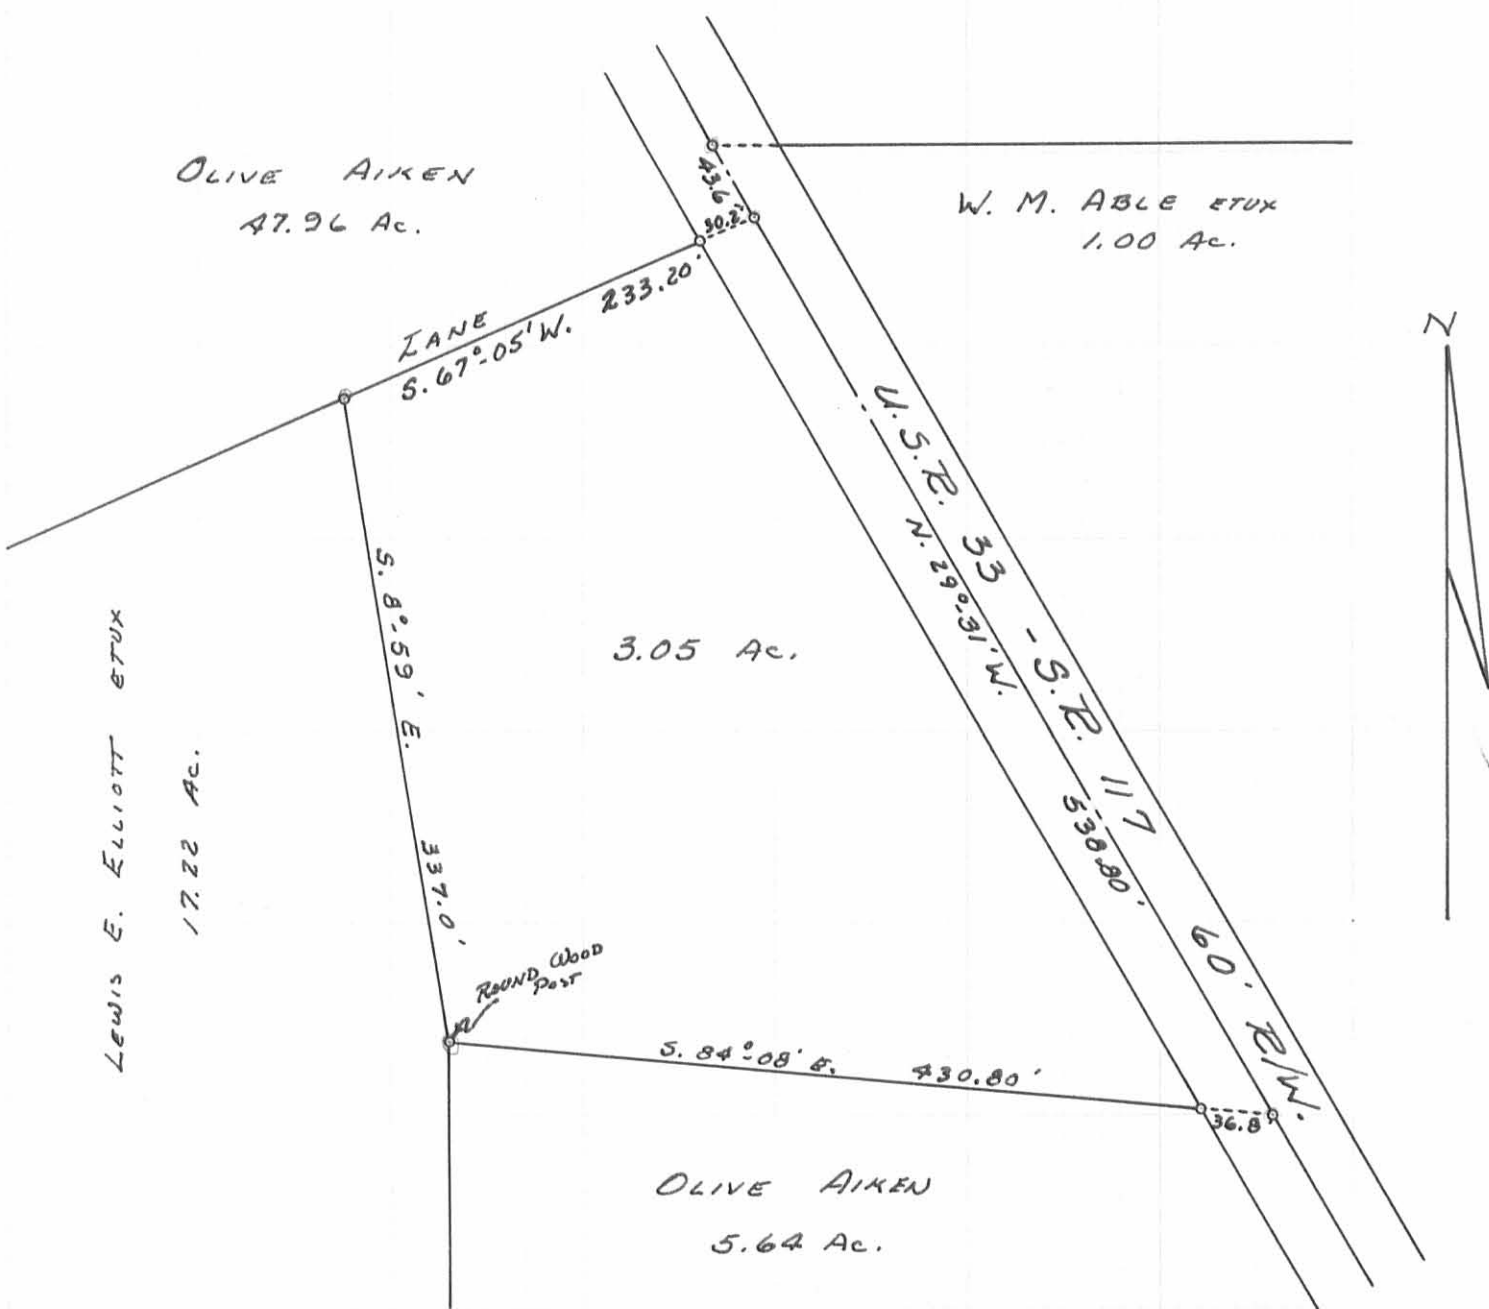 OLIVE AIKEN
47.96 Ac.
W. M. ABLE ETUX
1.00 Ac.
43.6'
30.2'
LANE
S. 67°-05' W. 233.20'
N
U.S.R. 33 - S.R. 117 60' R/W.
N. 29°-31' W. 538.80'
S. 8°-59' E. 337.0'
3.05 Ac.
LEWIS E. ELLIOTT ETUX
17.22 Ac.
ROUND WOOD
POST
S. 84°-08' E. 430.80'
36.8'
OLIVE AIKEN
5.64 Ac.